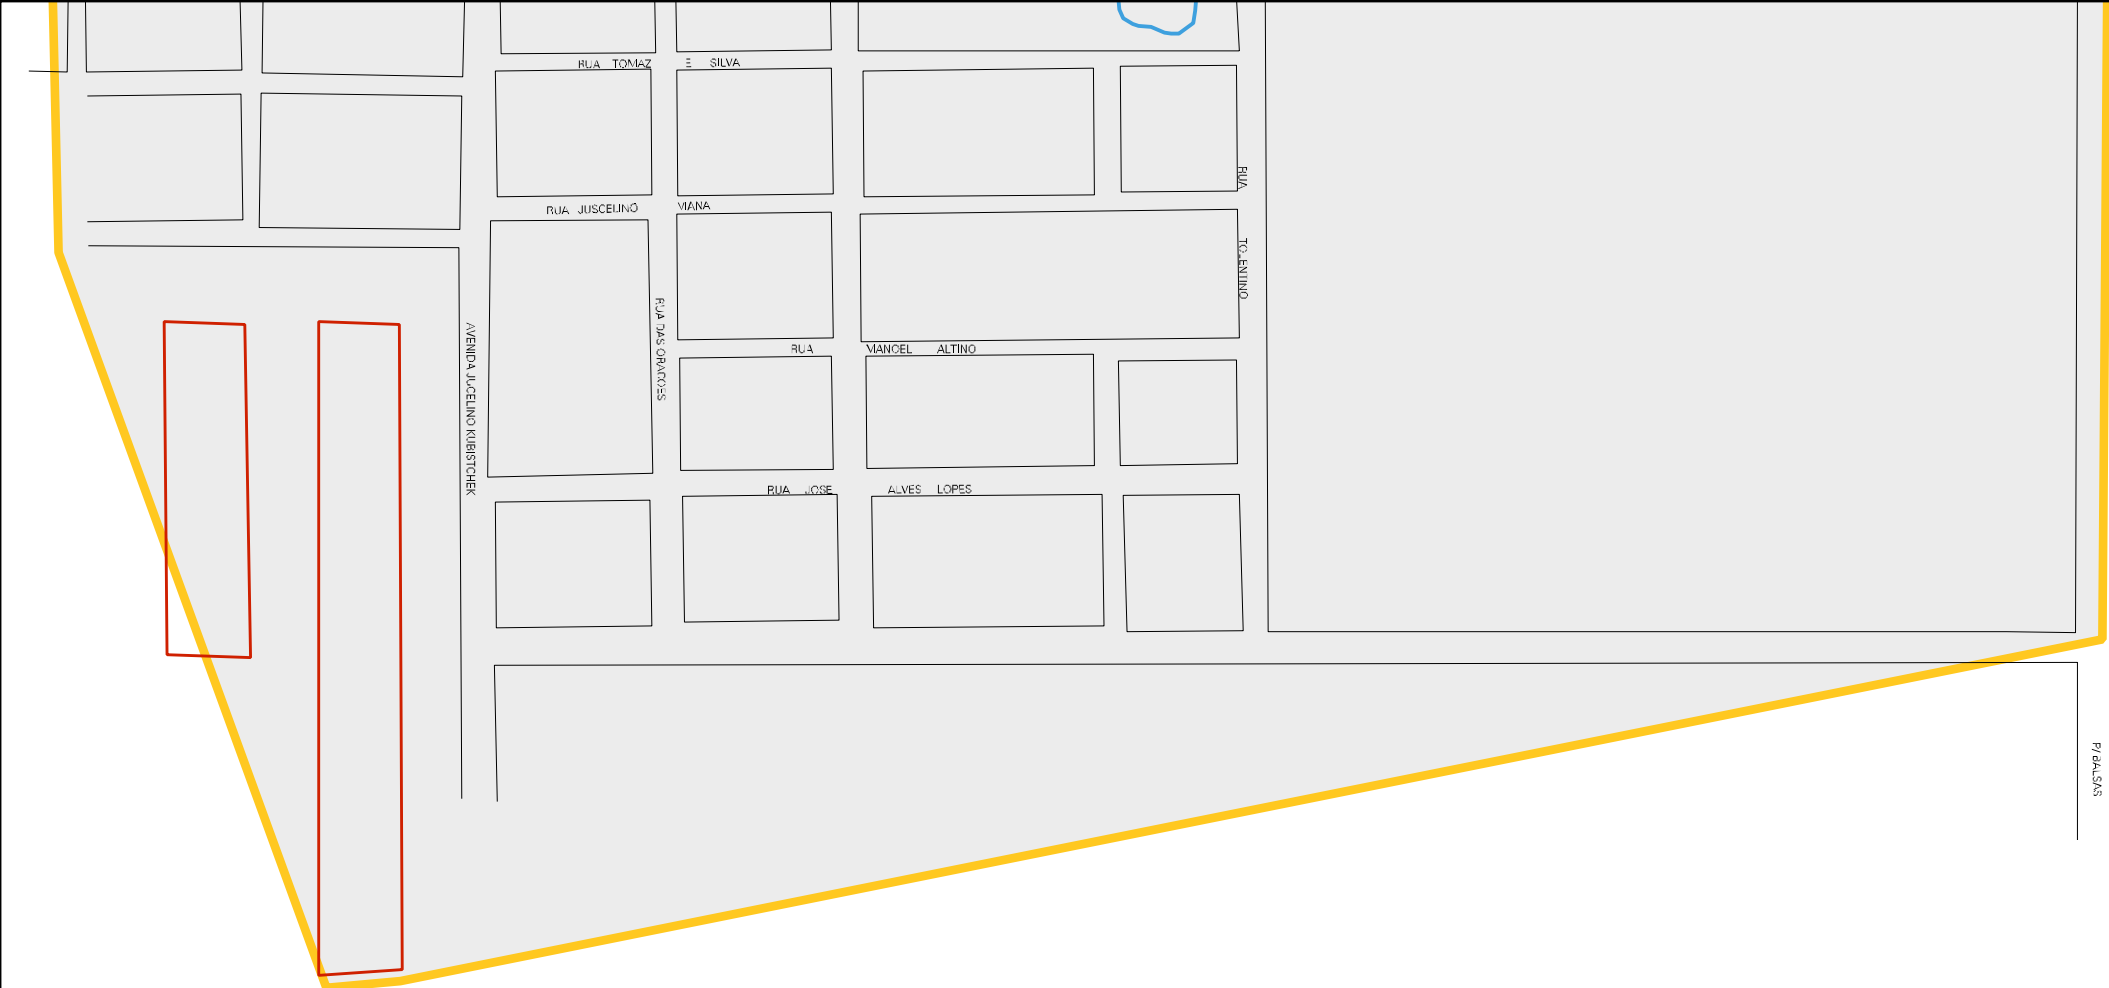 RUA TOMAZ E SILVA
RUA JUSCELINO VIANA
RUA TOLENTINO
RUA DAS ORACOES
AVENIDA JUCELINO KUBISTCHEK
RUA MANOEL ALTINO
RUA JOSE ALVES LOPES
P/ BALSAS